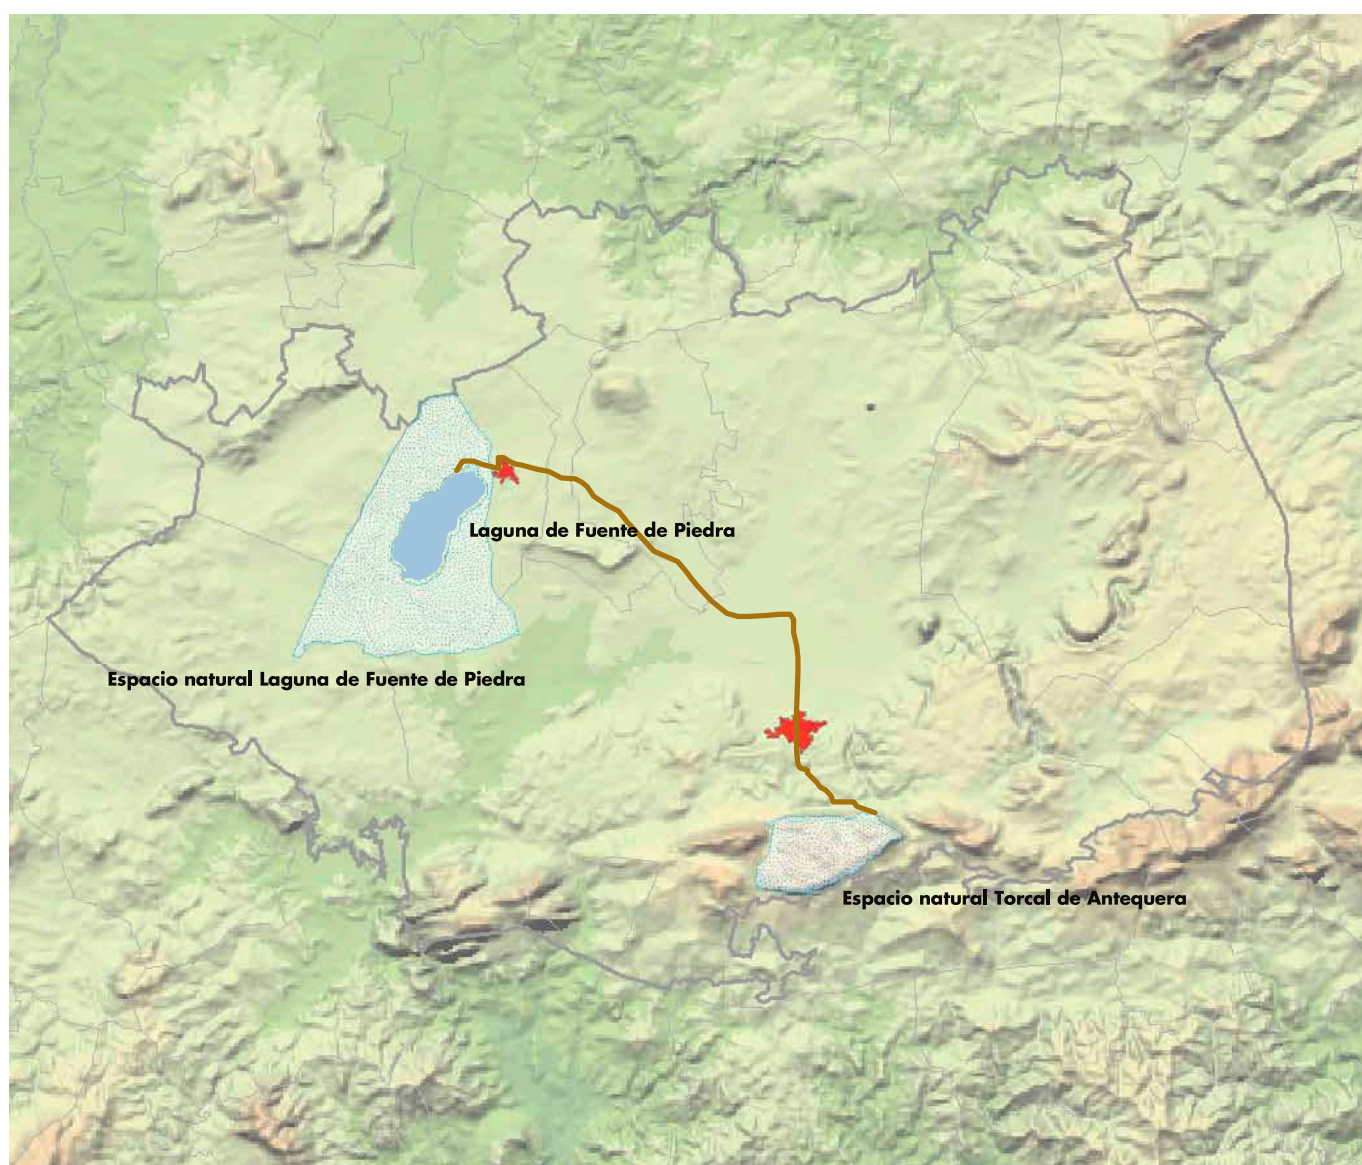 Laguna de Fuente de Piedra
Espacio natural Laguna de Fuente de Piedra
Espacio natural Torcal de Antequera